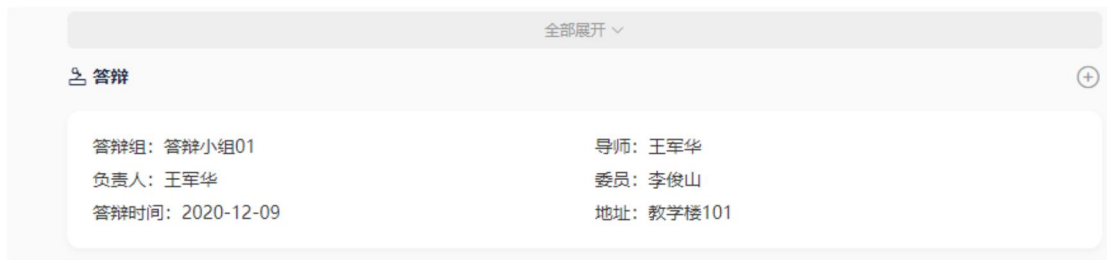 全部展开
答辩
答辩组：答辩小组01
导师：王军华
负责人：王军华
委员：李俊山
答辩时间：2020-12-09
地址：教学楼101